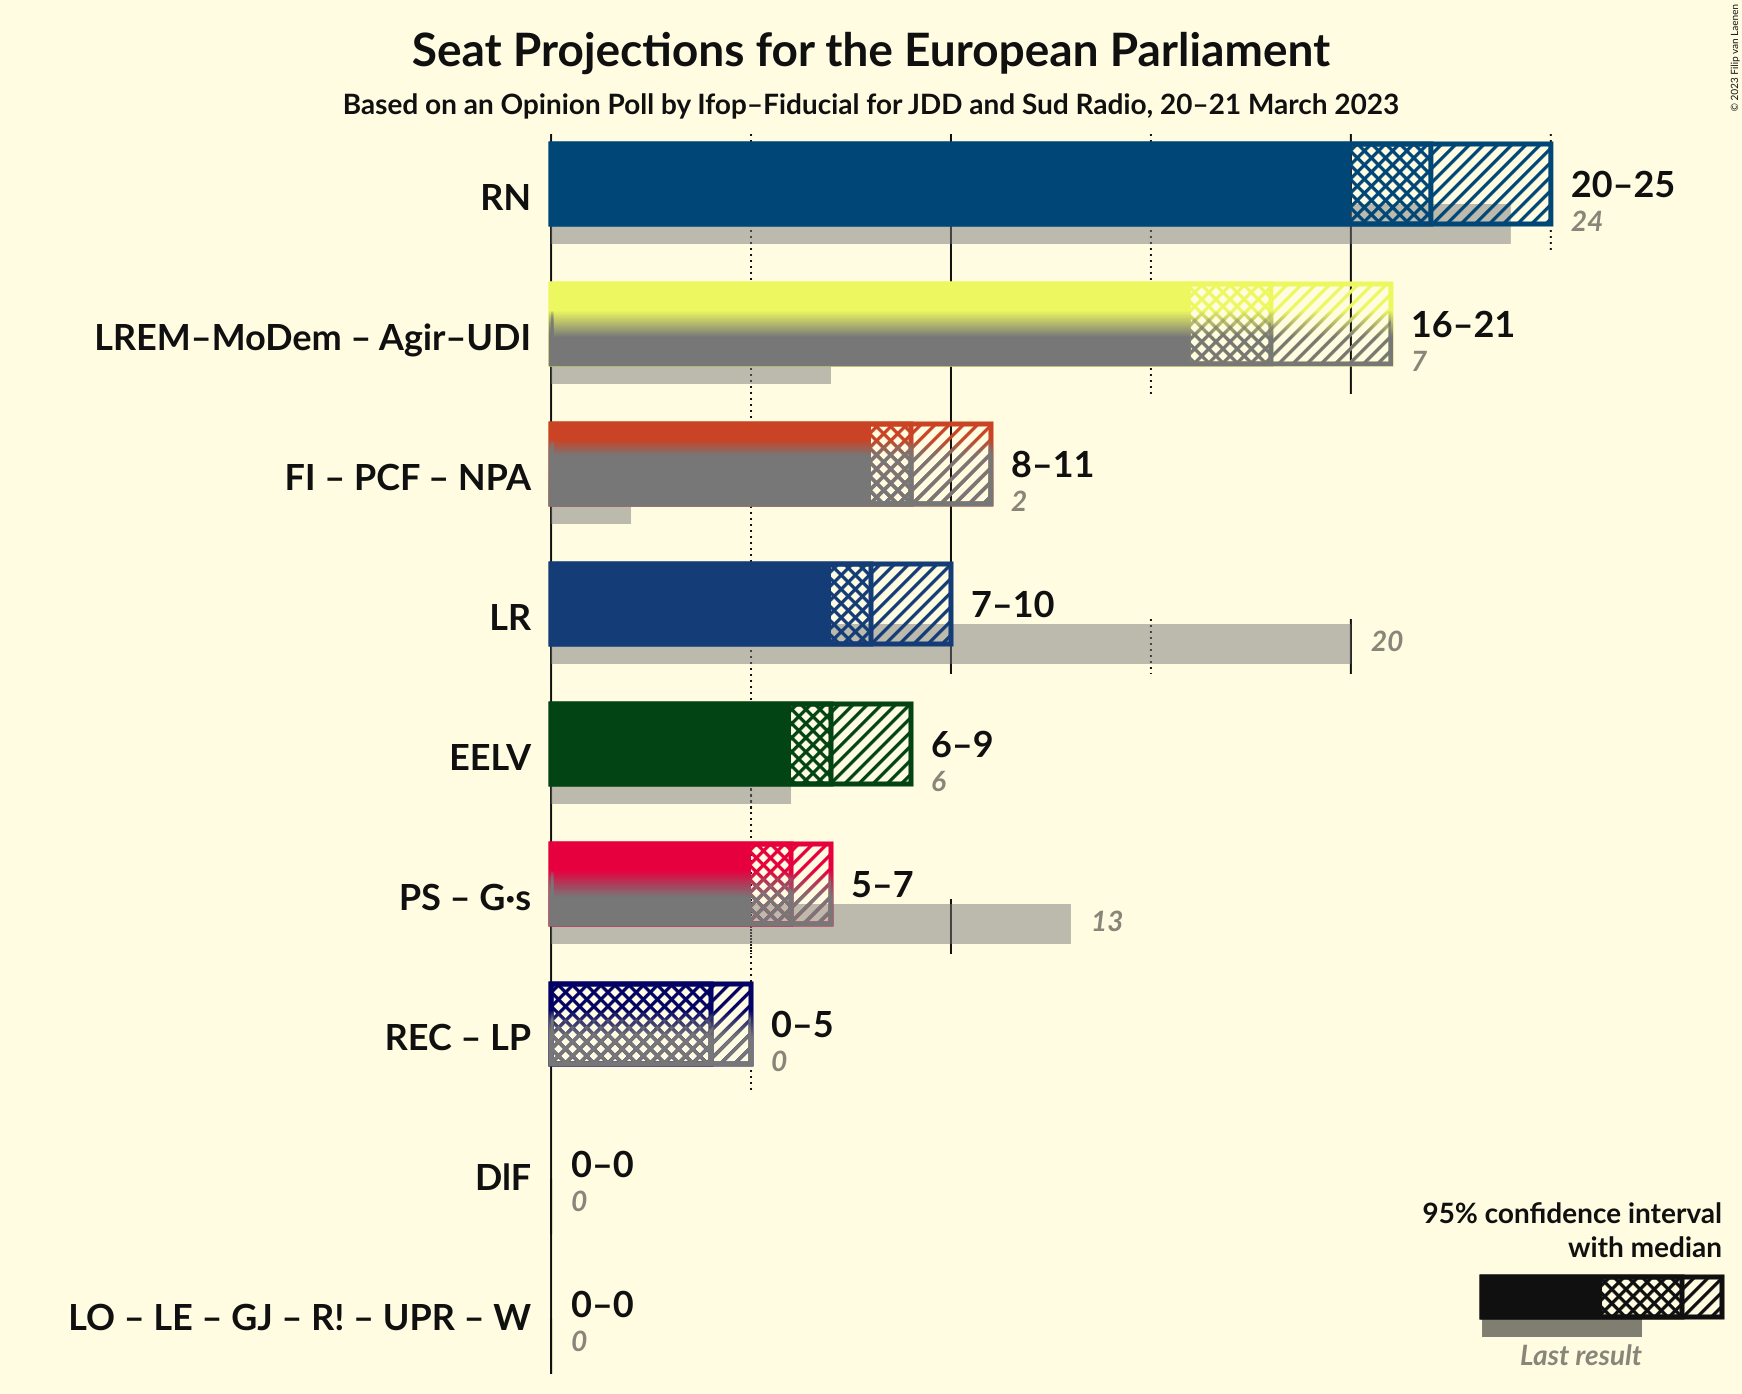 Seat Projections for the European Parliament
Based on an Opinion Poll by Ifop–Fiducial for JDD and Sud Radio, 20–21 March 2023
© 2023 Filip van Laenen
RN
20–25
24
LREM–MoDem – Agir–UDI
16–21
7
FI – PCF – NPA
8–11
2
LR
7–10
20
EELV
6–9
6
PS – G·s
5–7
13
REC – LP
0–5
0
DlF
0–0
0
LO – LE – GJ – R! – UPR – W
0–0
0
95% confidence interval
with median
Last result